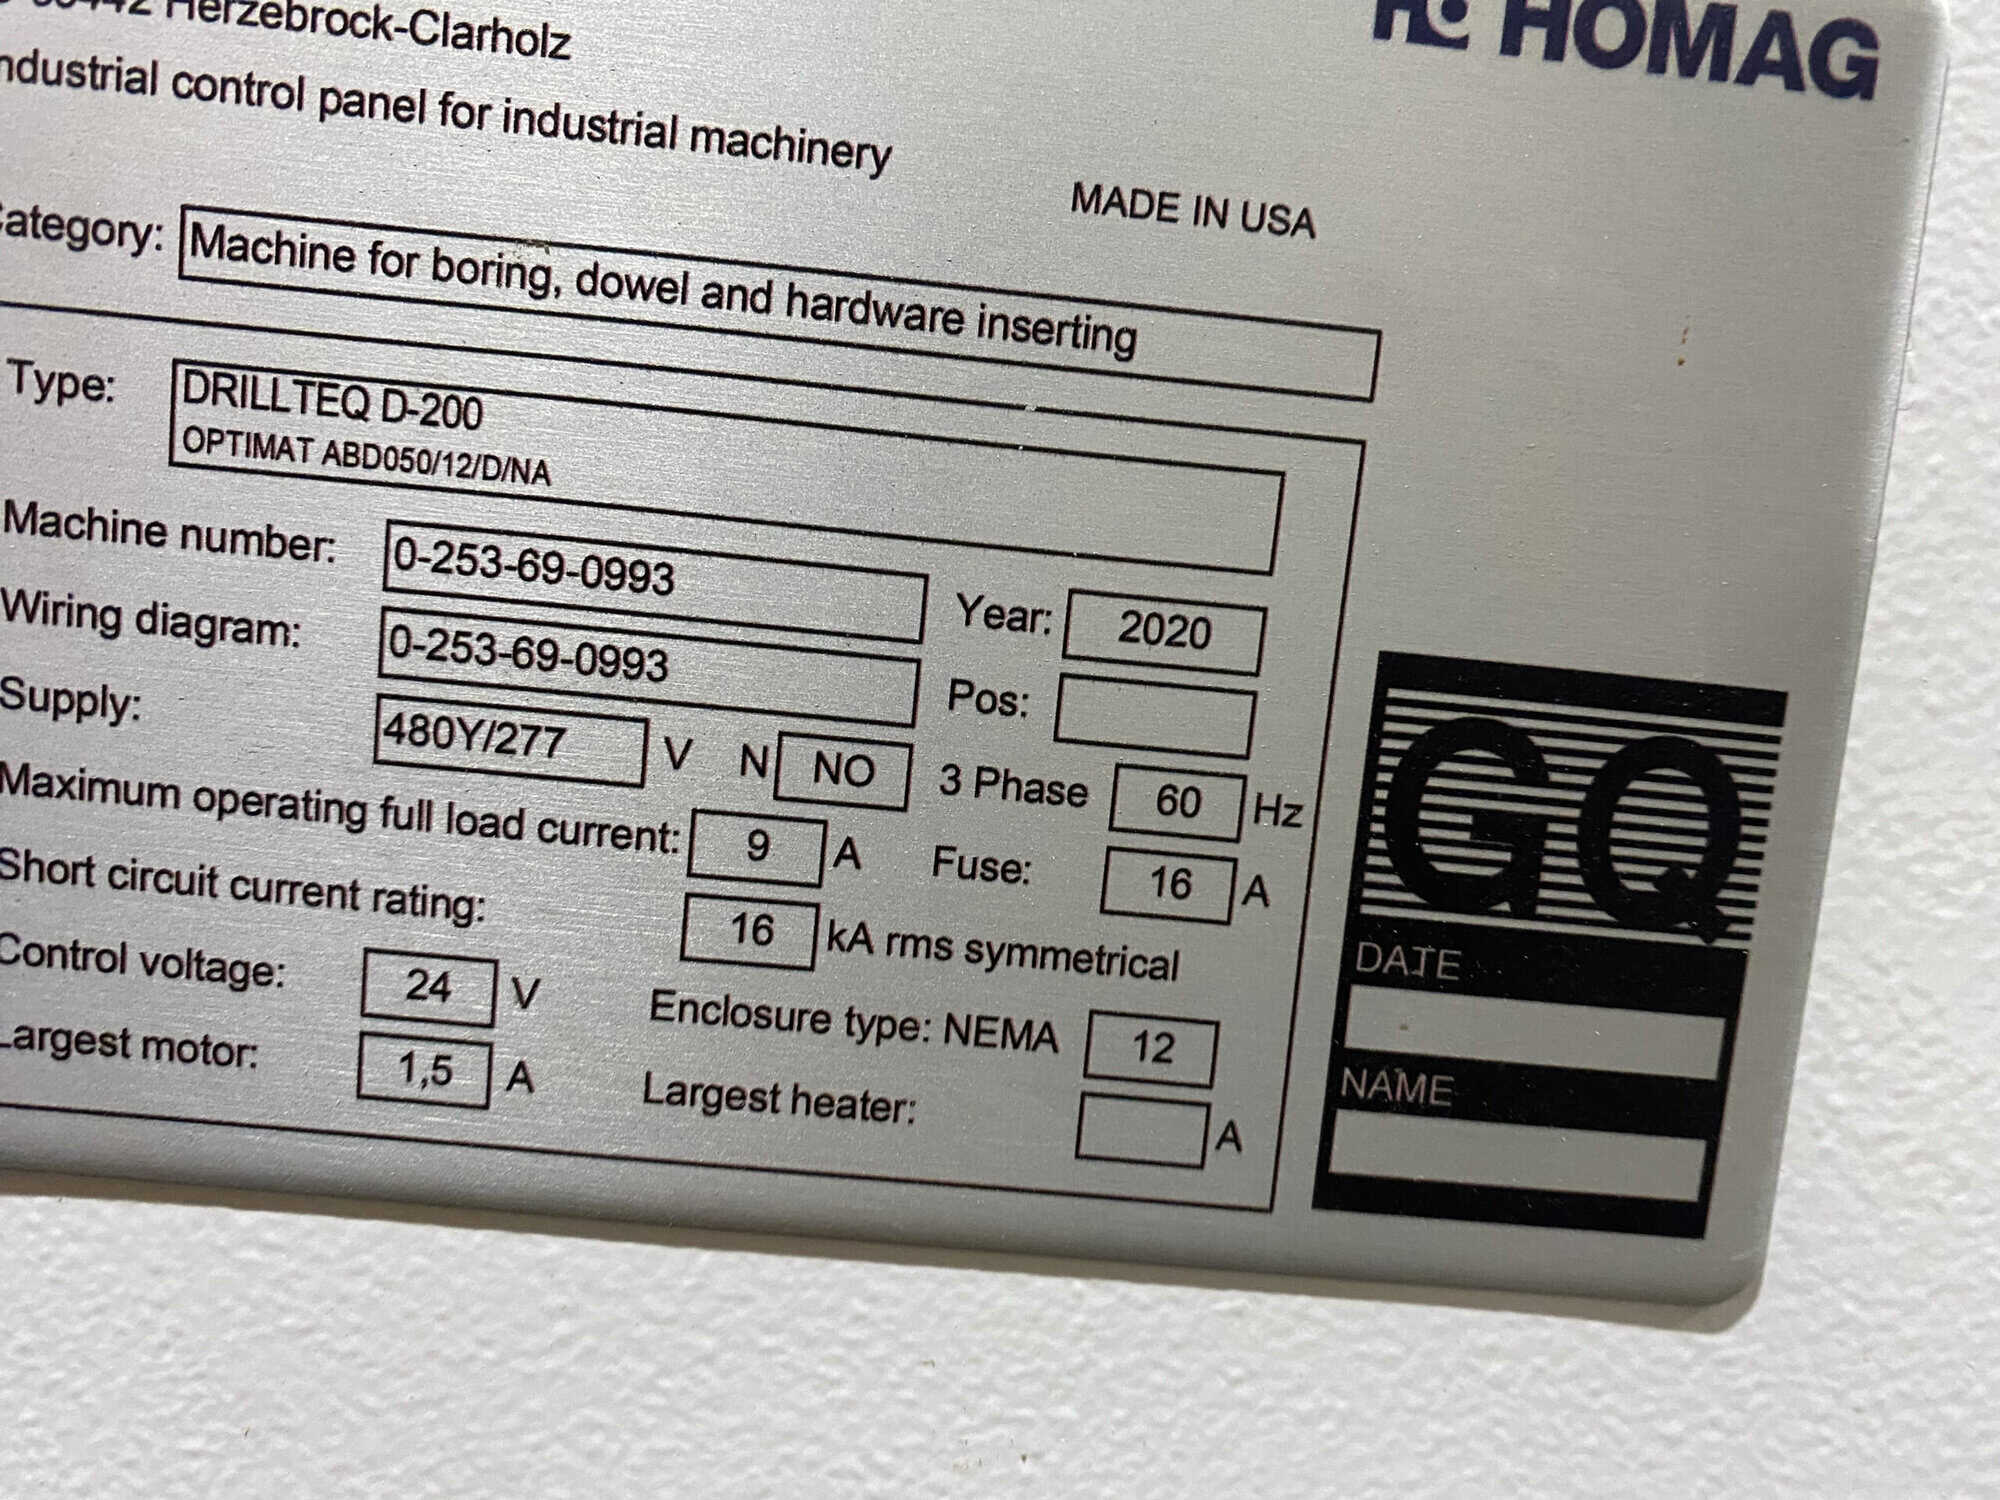 Herzebrock-Clarholz
HOMAG
ndustrial control panel for industrial machinery
MADE IN USA
ategory: Machine for boring, dowel and hardware inserting
Type: DRILLTEQ D-200
OPTIMAT ABD050/12/D/NA
Machine number: 0-253-69-0993 Year: 2020
Wiring diagram: 0-253-69-0993 Pos:
Supply: 480Y/277 V N NO 3 Phase 60 Hz
Maximum operating full load current: 9 A Fuse: 16 A
Short circuit current rating: 16 kA rms symmetrical
Control voltage: 24 V Enclosure type: NEMA 12
Largest motor: 1,5 A Largest heater: A
GQ
DATE
NAME